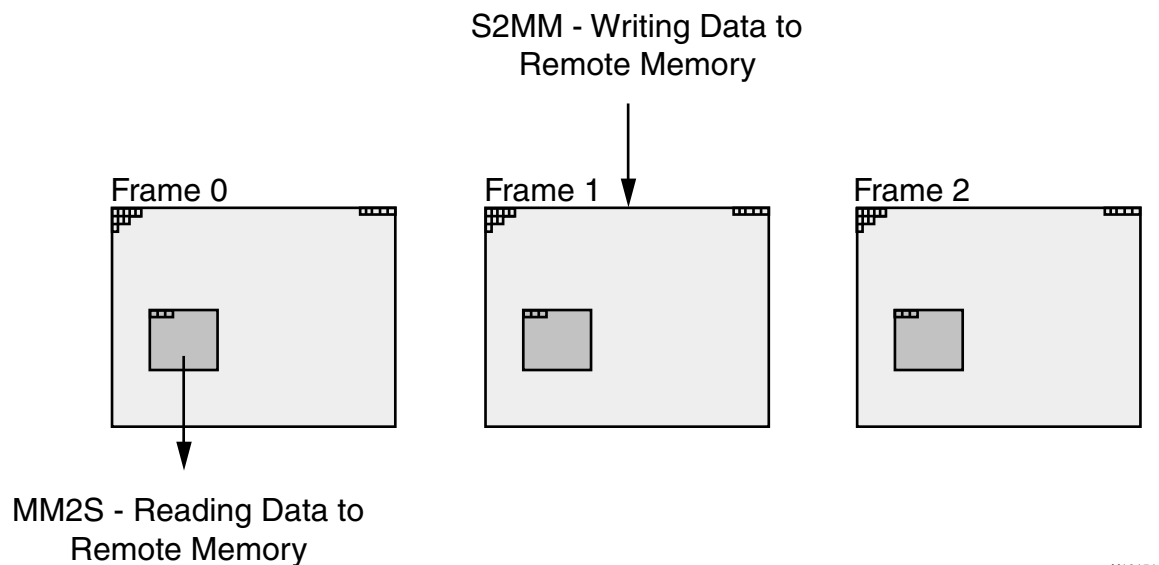 S2MM - Writing Data to
Remote Memory
Frame 0
Frame 1
Frame 2
MM2S - Reading Data to
Remote Memory